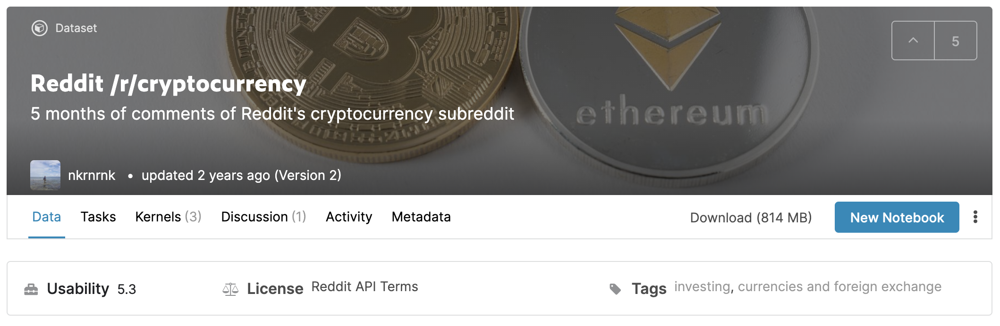 Dataset
5
Reddit /r/cryptocurrency
5 months of comments of Reddit's cryptocurrency subreddit
ethereum
nkrnrnk • updated 2 years ago (Version 2)
Data Tasks Kernels (3) Discussion (1) Activity Metadata Download (814 MB) New Notebook
Usability 5.3 License Reddit API Terms Tags investing, currencies and foreign exchange